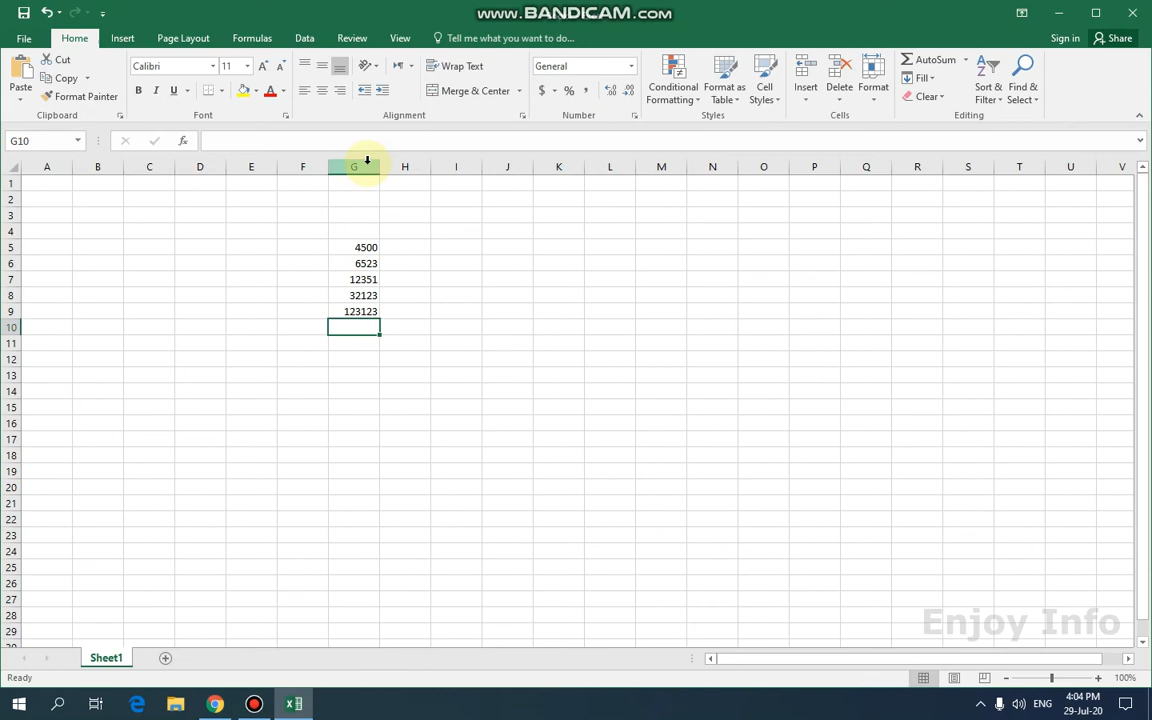 www.BANDICAM.com
File Home Insert Page Layout Formulas Data Review View Tell me what you want to do... Sign in Share
Paste
Cut
Copy
Format Painter
Clipboard
Calibri 11
Font
Wrap Text
Merge & Center
Alignment
General
Number
Conditional Formatting
Format as Table
Cell Styles
Styles
Insert
Delete
Format
Cells
AutoSum
Fill
Clear
Sort & Filter
Find & Select
Editing
G10
A B C D E F G H I J K L M N O P Q R S T U V
1
2
3
4
5 4500
6 6523
7 12351
8 32123
9 123123
10
11
12
13
14
15
16
17
18
19
20
21
22
23
24
25
26
27
28
29
Enjoy Info
Sheet1
Ready 100%
ENG
4:04 PM
29-Jul-20